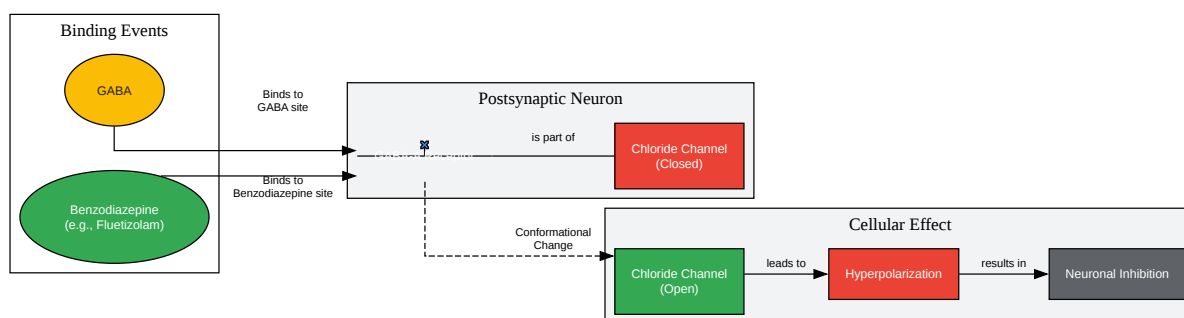 Binding Events
GABA
Benzodiazepine
(e.g., Fluetizolam)
Binds to
GABA site
Binds to
Benzodiazepine site
Postsynaptic Neuron
is part of
Chloride Channel
(Closed)
Conformational
Change
Cellular Effect
Chloride Channel
(Open)
leads to
Hyperpolarization
results in
Neuronal Inhibition